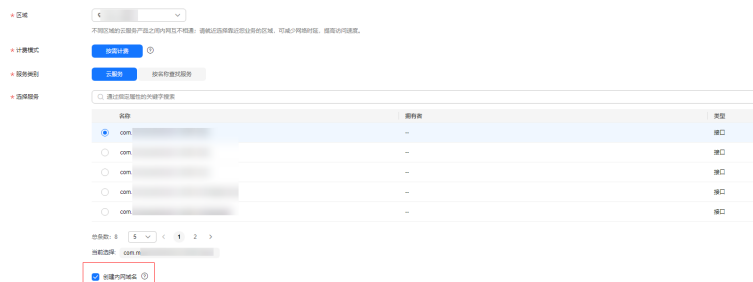 * 区域
不同区域的云服务产品之间内网互不相通；请就近选择靠近您业务的区域，可减少网络时延，提高访问速度。
* 计费模式 按需计费 ?
* 服务类别 云服务 按名称查找服务
* 选择服务 通过指定属性的关键字搜索
名称 拥有者 类型
com. -- 接口
com. -- 接口
com. -- 接口
com. -- 接口
com. -- 接口
总条数: 8 5 < 1 2 >
当前选择: com.m
创建内网域名 ?